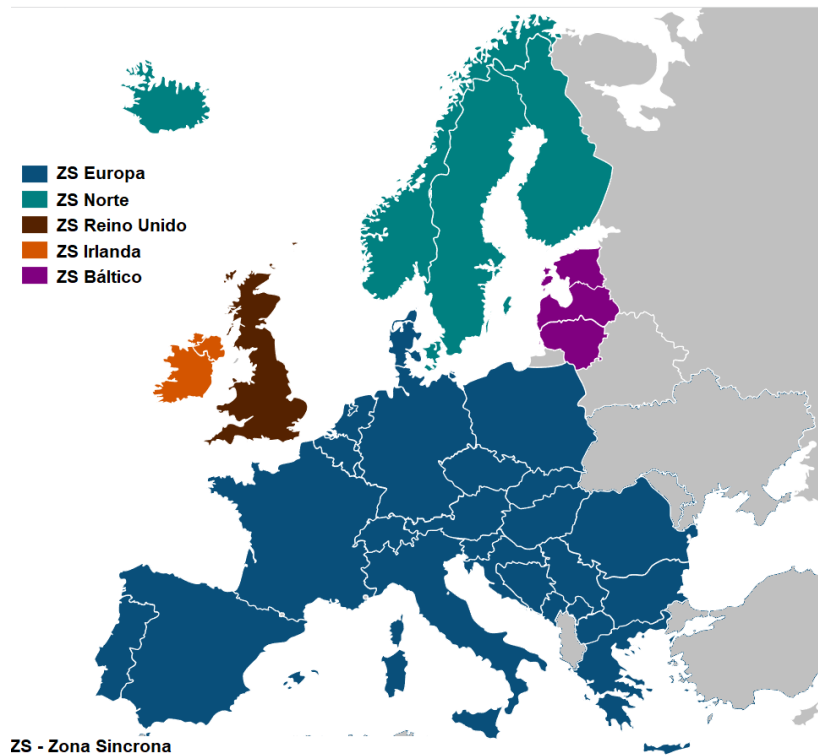 ZS Europa
ZS Norte
ZS Reino Unido
ZS Irlanda
ZS Báltico
ZS - Zona Sincrona